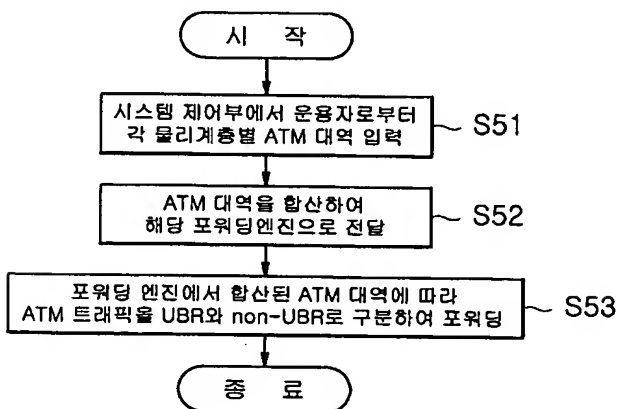 시 작
시스템 제어부에서 운용자로부터
각 물리계층별 ATM 대역 입력
S51
ATM 대역을 합산하여
해당 포워딩엔진으로 전달
S52
포워딩 엔진에서 합산된 ATM 대역에 따라
ATM 트래픽을 UBR와 non-UBR로 구분하여 포워딩
S53
종 료